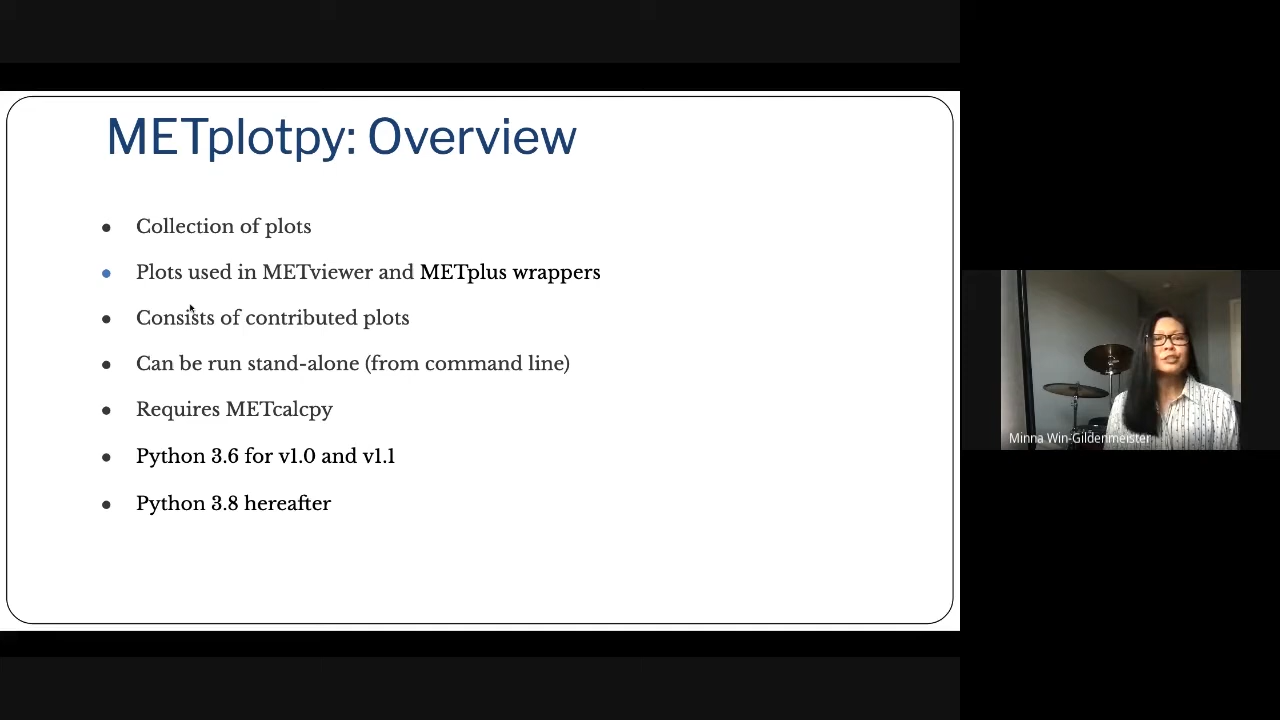 METplotpy: Overview
Collection of plots
Plots used in METviewer and METplus wrappers
Consists of contributed plots
Can be run stand-alone (from command line)
Requires METcalcpy
Python 3.6 for v1.0 and v1.1
Python 3.8 hereafter
Minna Win-Gildenmeister